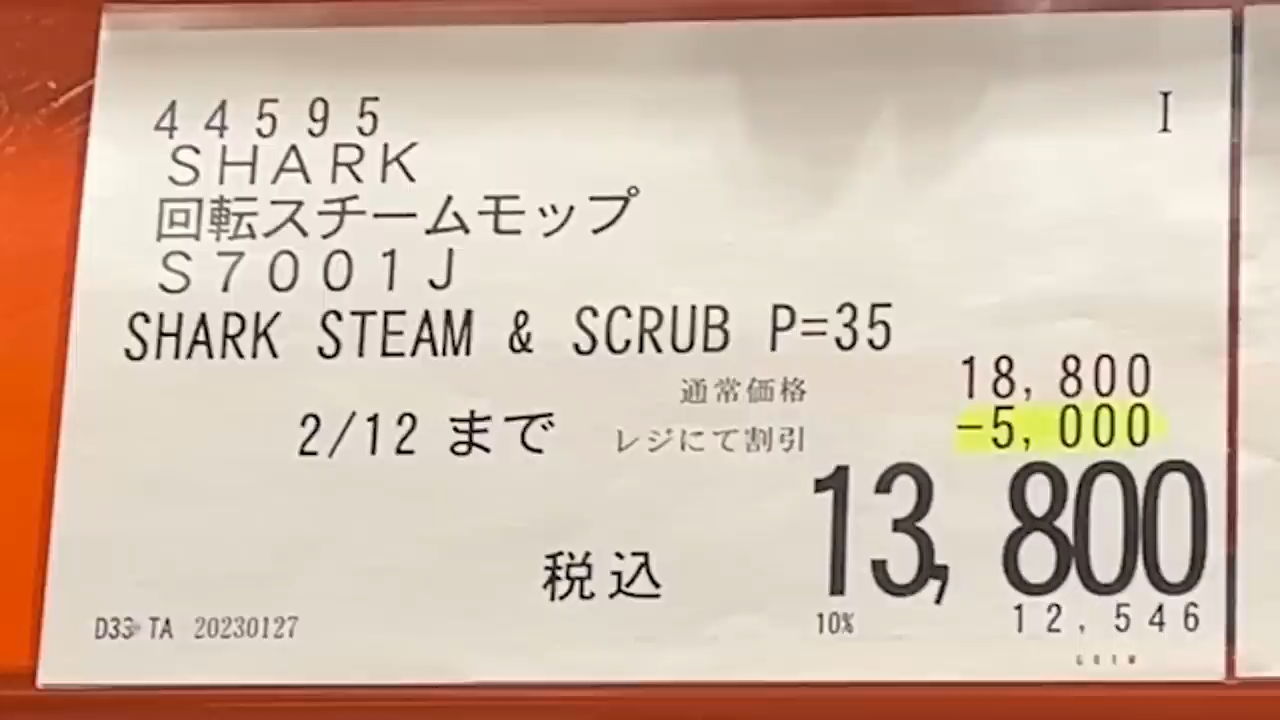 44595
I
SHARK
回転スチームモップ
S7001J
SHARK STEAM & SCRUB P=35
通常価格 18,800
2/12 まで レジにて割引 -5,000
税込 13,800
10% 12,546
D33 TA 20230127